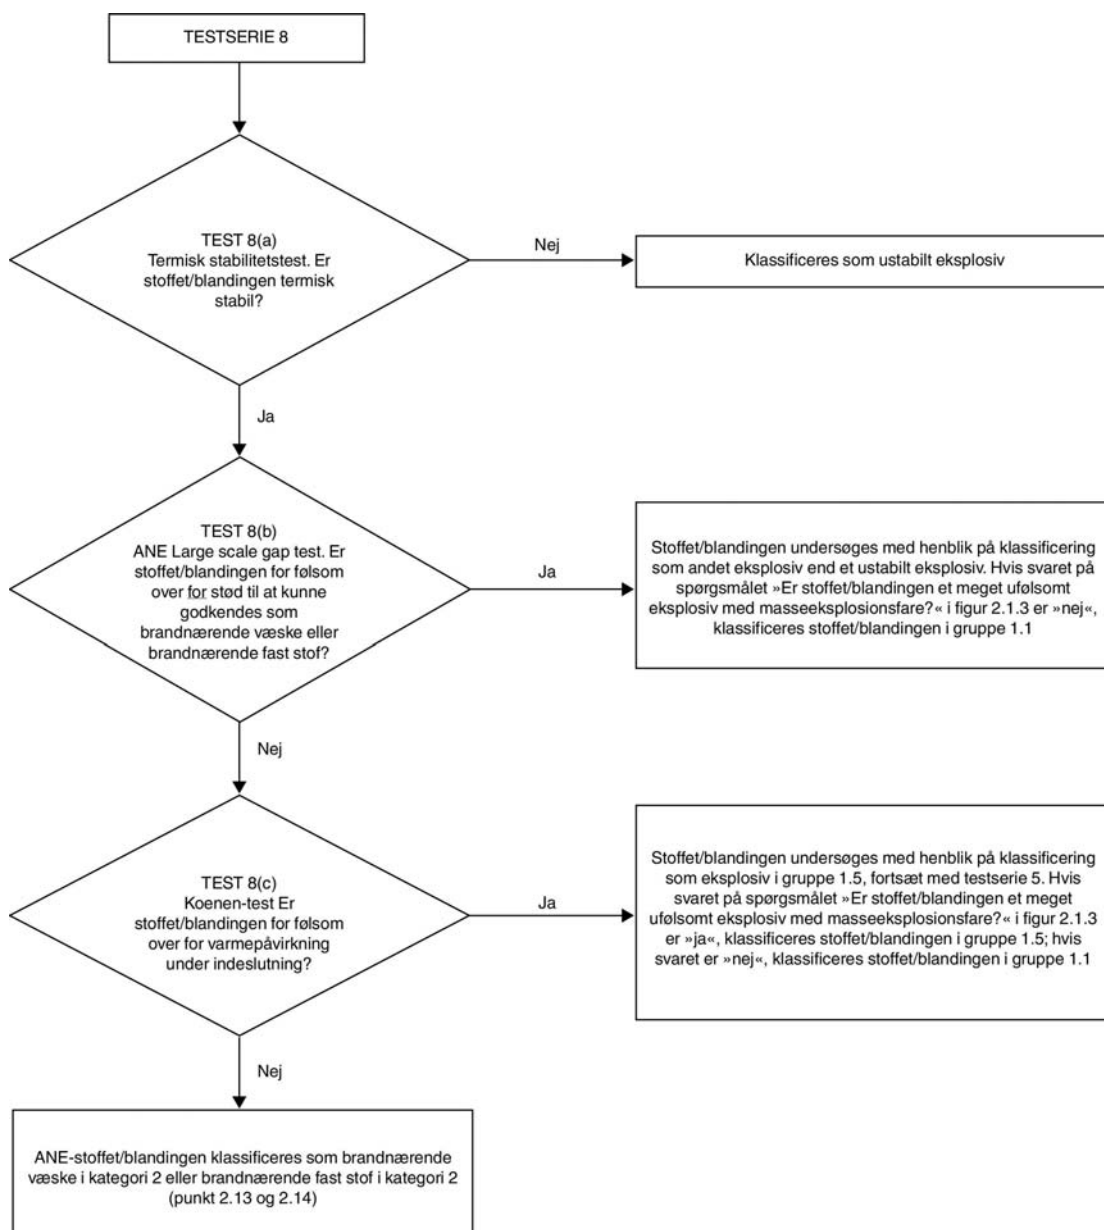 TESTSERIE 8
TEST 8(a)
Termisk stabilitetstest. Er
stoffet/blandingen termisk
stabil?
Nej
Klassificeres som ustabilt eksplosiv
Ja
TEST 8(b)
ANE Large scale gap test. Er
stoffet/blandingen for følsom
over for stød til at kunne
godkendes som
brandnærende væske eller
brandnærende fast stof?
Ja
Stoffet/blandingen undersøges med henblik på klassificering
som andet eksplosiv end et ustabilt eksplosiv. Hvis svaret på
spørgsmålet »Er stoffet/blandingen et meget ufølsomt
eksplosiv med masseeksplosionsfare?« i figur 2.1.3 er »nej«,
klassificeres stoffet/blandingen i gruppe 1.1
Nej
TEST 8(c)
Koenen-test Er
stoffet/blandingen for følsom
over for varmepåvirkning
under indeslutning?
Ja
Stoffet/blandingen undersøges med henblik på klassificering
som eksplosiv i gruppe 1.5, fortsæt med testserie 5. Hvis
svaret på spørgsmålet »Er stoffet/blandingen et meget
ufølsomt eksplosiv med masseeksplosionsfare?« i figur 2.1.3
er »ja«, klassificeres stoffet/blandingen i gruppe 1.5; hvis
svaret er »nej«, klassificeres stoffet/blandingen i gruppe 1.1
Nej
ANE-stoffet/blandingen klassificeres som brandnærende
væske i kategori 2 eller brandnærende fast stof i kategori 2
(punkt 2.13 og 2.14)